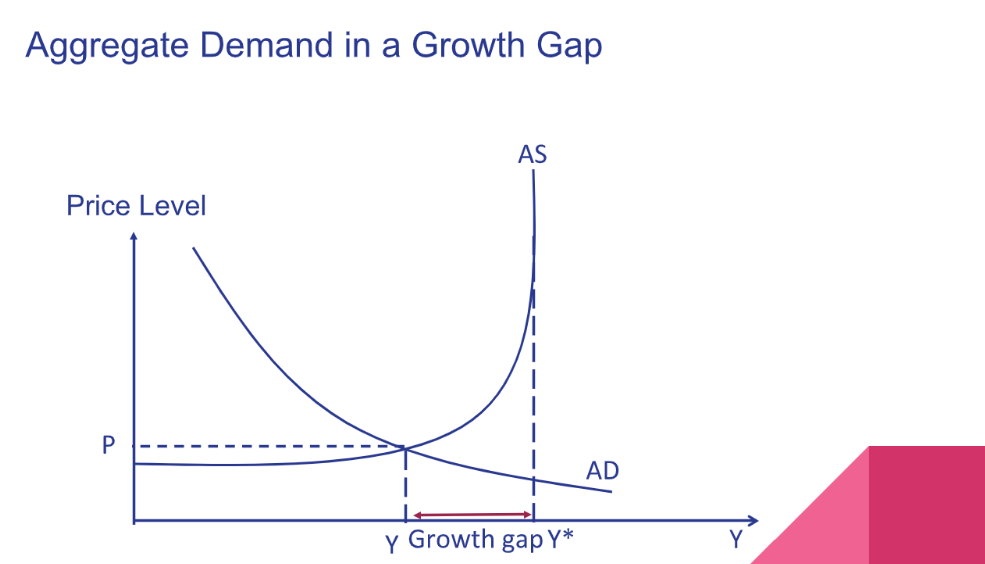 Aggregate Demand in a Growth Gap
AS
Price Level
P
AD
Y Growth gap Y* Y